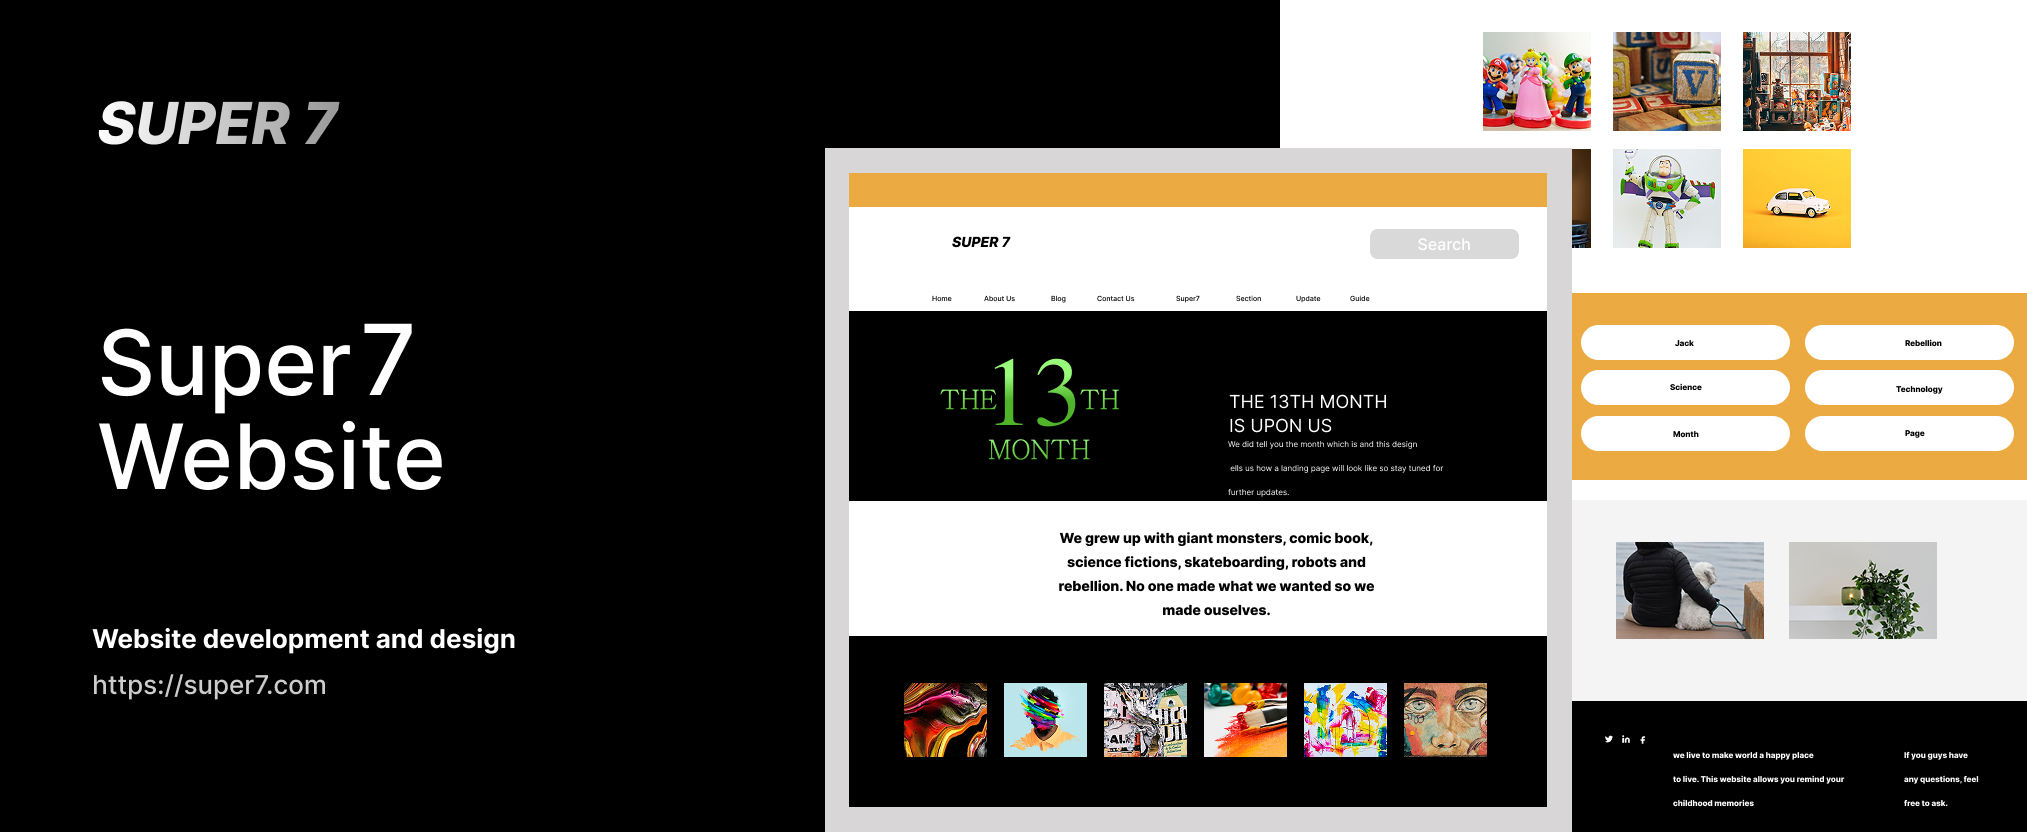 SUPER 7
Super 7
Website
Website development and design
https://super7.com
SUPER 7
Search
Home About Us Blog Contact Us Super7 Section Update Guide
THE 13TH
MONTH
THE 13TH MONTH
IS UPON US
We did tell you the month which is and this design
ells us how a landing page will look like so stay tuned for
further updates.
We grew up with giant monsters, comic book,
science fictions, skateboarding, robots and
rebellion. No one made what we wanted so we
made ouselves.
V
Jack
Rebellion
Science
Technology
Month
Page
we live to make world a happy place
to live. This website allows you remind your
childhood memories
If you guys have
any questions, feel
free to ask.